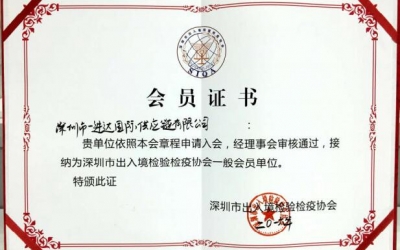 SIQA
会员证书
深圳市一进达国际供应链有限公司:
贵单位依照本会章程申请入会，经理事会审核通过，接
纳为深圳市出入境检验检疫协会一般会员单位。
特颁此证
深圳市出入境检验检疫协会